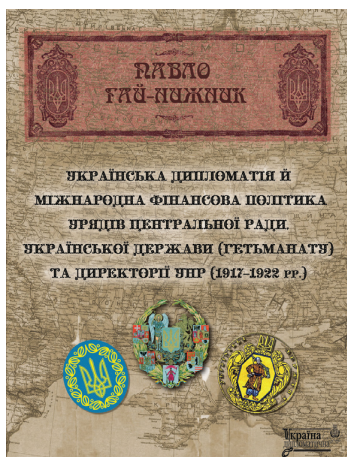 ПАВЛО
ГАЙ-НИЖНИК
УКРАЇНСЬКА ДИПЛОМАТІЯ Й
МІЖНАРОДНА ФІНАНСОВА ПОЛІТИКА
УРЯДІВ ЦЕНТРАЛЬНОЇ РАДИ,
УКРАЇНСЬКОЇ ДЕРЖАВИ (ГЕТЬМАНАТУ)
ТА ДИРЕКТОРІЇ УНР (1917–1922 РР.)
Україна